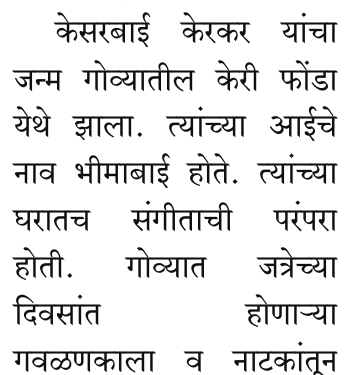 केसरबाई केरकर यांचा
जन्म गोव्यातील केरी फोंडा
येथे झाला. त्यांच्या आईचे
नाव भीमाबाई होते. त्यांच्या
घरातच संगीताची परंपरा
होती. गोव्यात जत्रेच्या
दिवसांत होणाऱ्या
गवळणकाला व नाटकांतून